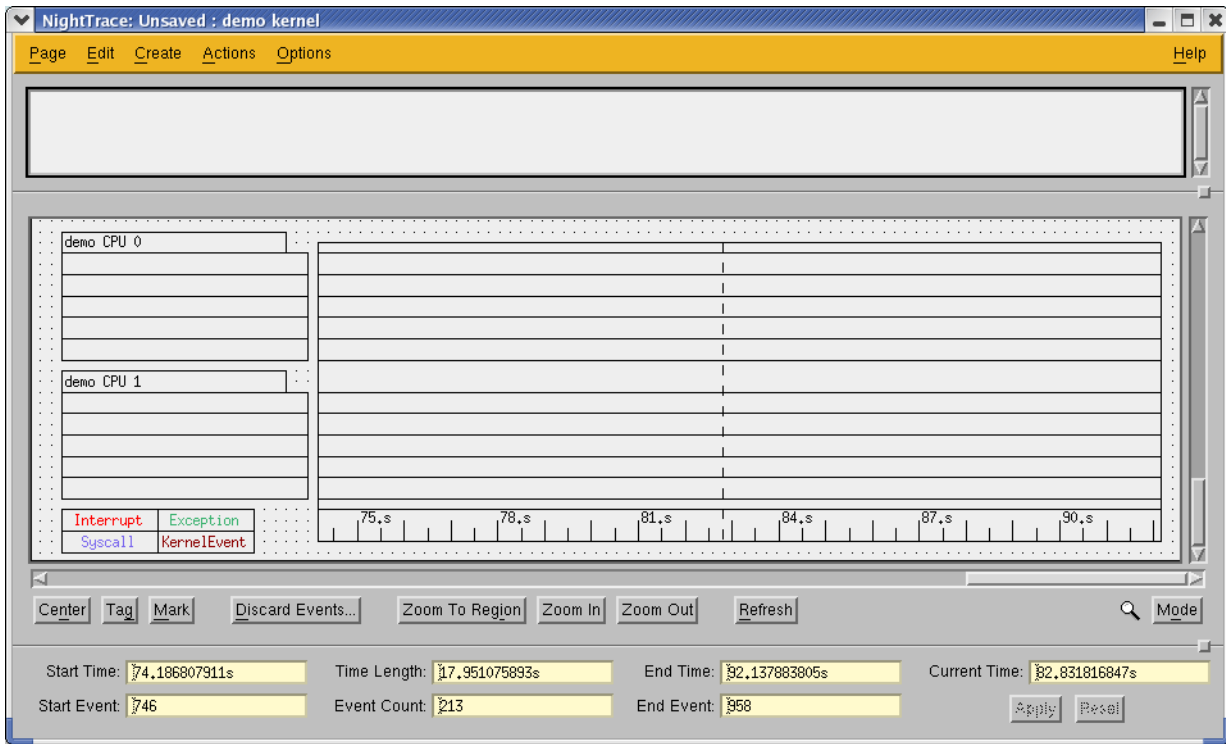 NightTrace: Unsaved : demo kernel
Page Edit Create Actions Options Help
demo CPU 0
demo CPU 1
Interrupt Exception
Syscall KernelEvent
75.s 78.s 81.s 84.s 87.s 90.s
Center Tag Mark Discard Events... Zoom To Region Zoom In Zoom Out Refresh Mode
Start Time: 74.186807911s Time Length: 17.951075893s End Time: 92.137883805s Current Time: 82.831816847s
Start Event: 746 Event Count: 213 End Event: 958 Apply Reset